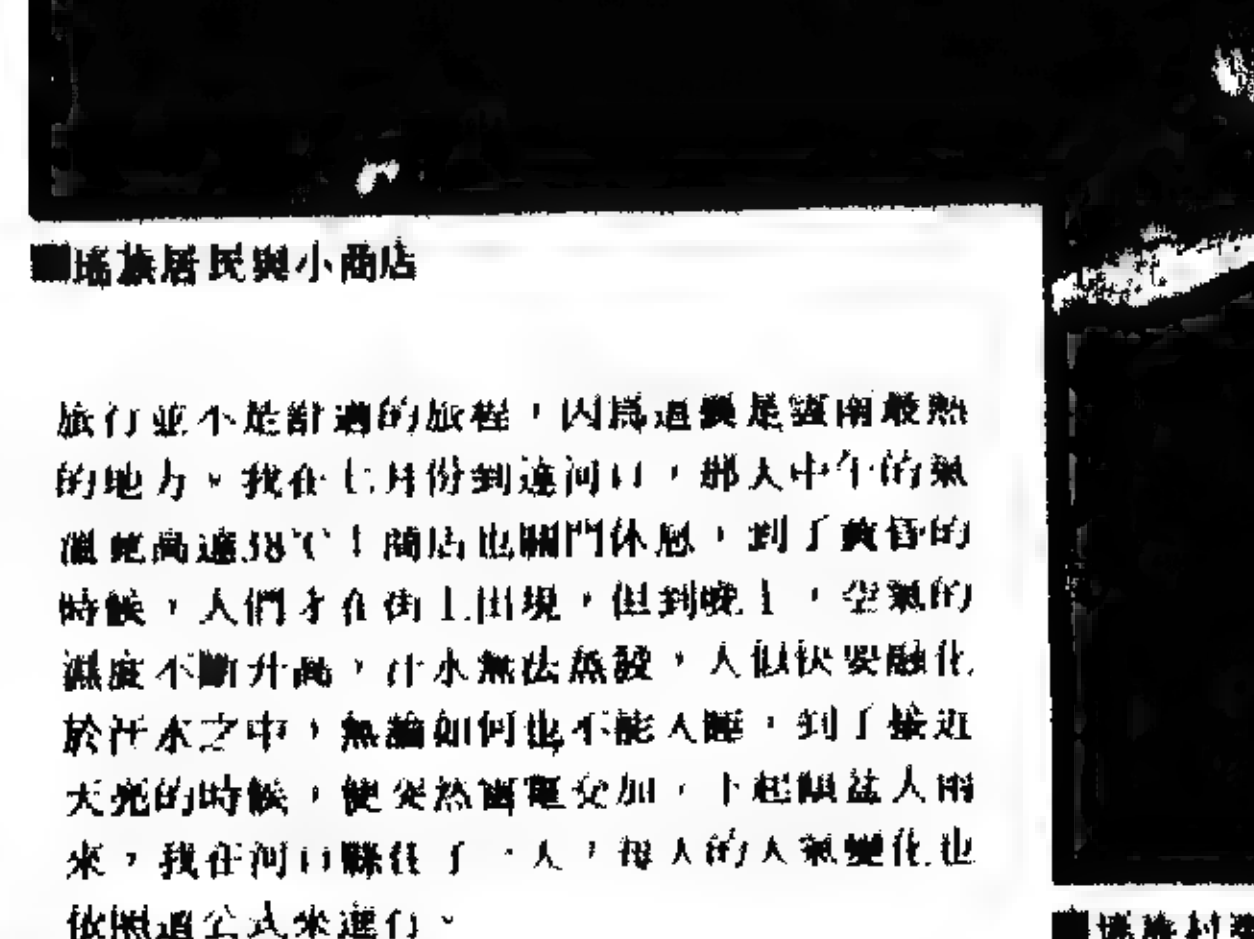 ■瑤族居民與小商店
旅行並不是舒適的旅程，因為這裡是雲南最熱
的地方。我在七月份到達河口，那天中午的氣
溫竟高達38℃！商店也關門休息，到了黃昏的
時候，人們才在街上出現，但到晚上，空氣的
濕度不斷升高，汗水無法蒸發，人似快要融化
於汗水之中，無論如何也不能入睡，到了接近
天亮的時候，便突然雷電交加，下起傾盆大雨
來，我在河口縣住了 天，每天的天氣變化也
依照這公式來進行。
■瑤族村